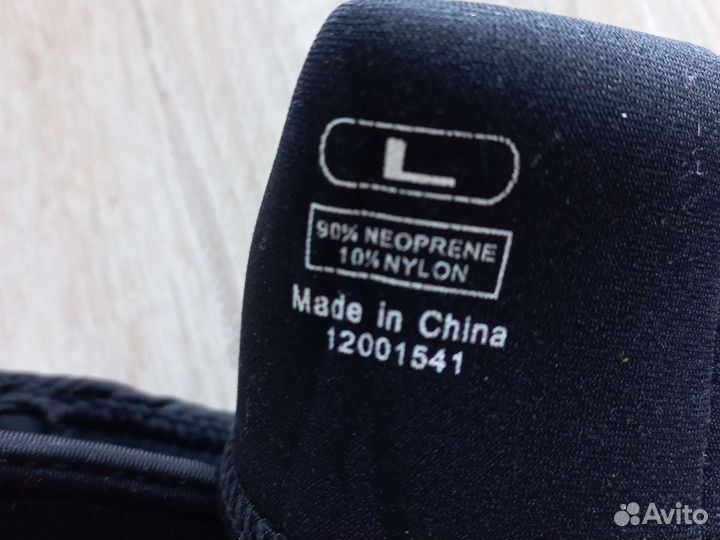 L
90% NEOPRENE
10% NYLON
Made in China
12001541
Avito